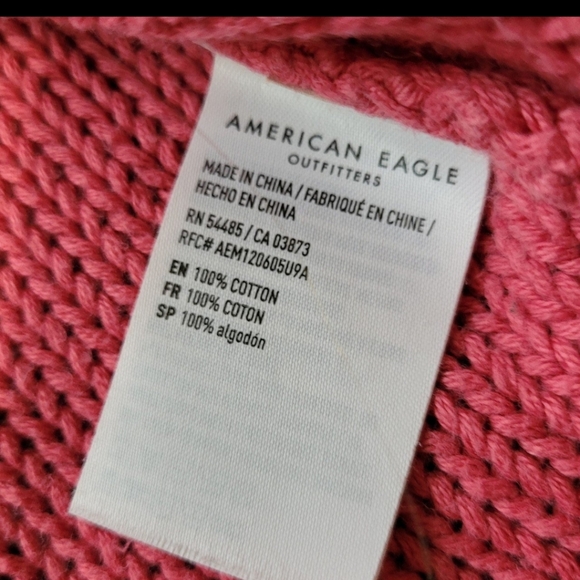 AMERICAN EAGLE
OUTFITTERS
MADE IN CHINA / FABRIQUÉ EN CHINE /
HECHO EN CHINA
RN 54485 / CA 03873
RFC# AEM120605U9A
EN 100% COTTON
FR 100% COTON
SP 100% algodón